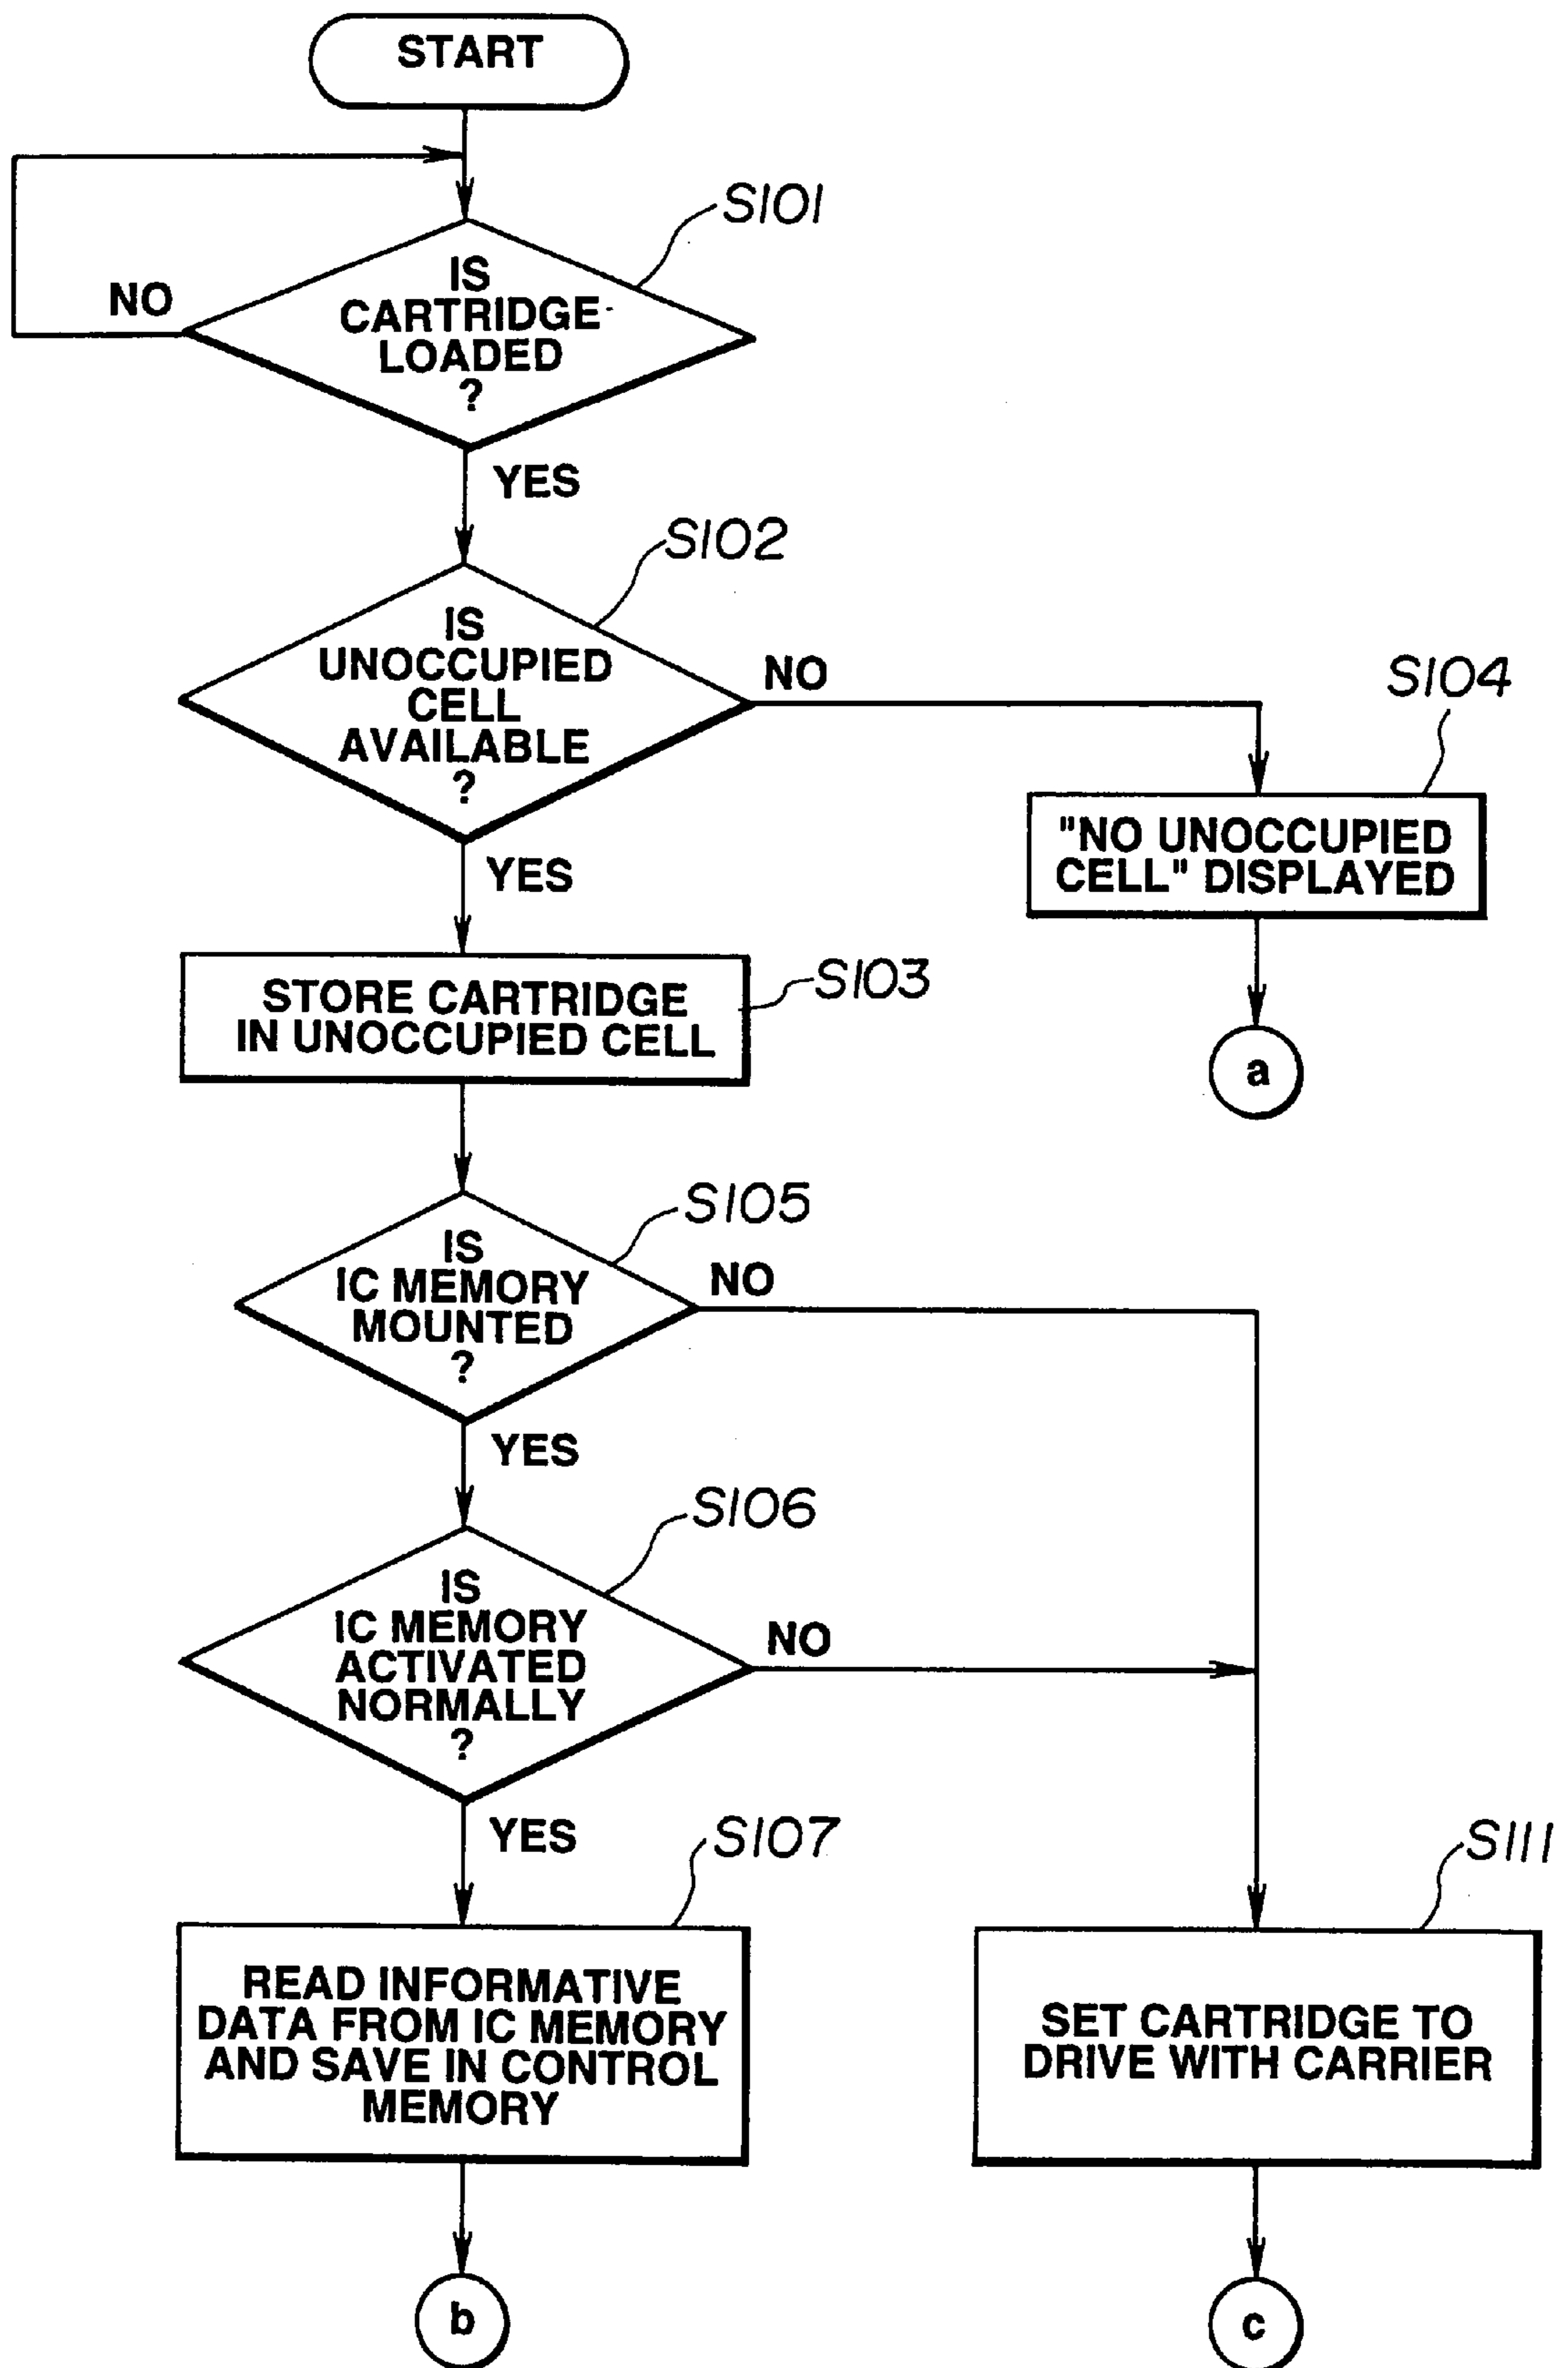 START
S101
IS
CARTRIDGE
LOADED
?
NO
YES
S102
IS
UNOCCUPIED
CELL
AVAILABLE
?
NO
S104
"NO UNOCCUPIED
CELL" DISPLAYED
YES
a
S103
STORE CARTRIDGE
IN UNOCCUPIED CELL
S105
IS
IC MEMORY
MOUNTED
?
NO
YES
S106
IS
IC MEMORY
ACTIVATED
NORMALLY
?
NO
YES
S107
READ INFORMATIVE
DATA FROM IC MEMORY
AND SAVE IN CONTROL
MEMORY
S111
SET CARTRIDGE TO
DRIVE WITH CARRIER
b
c